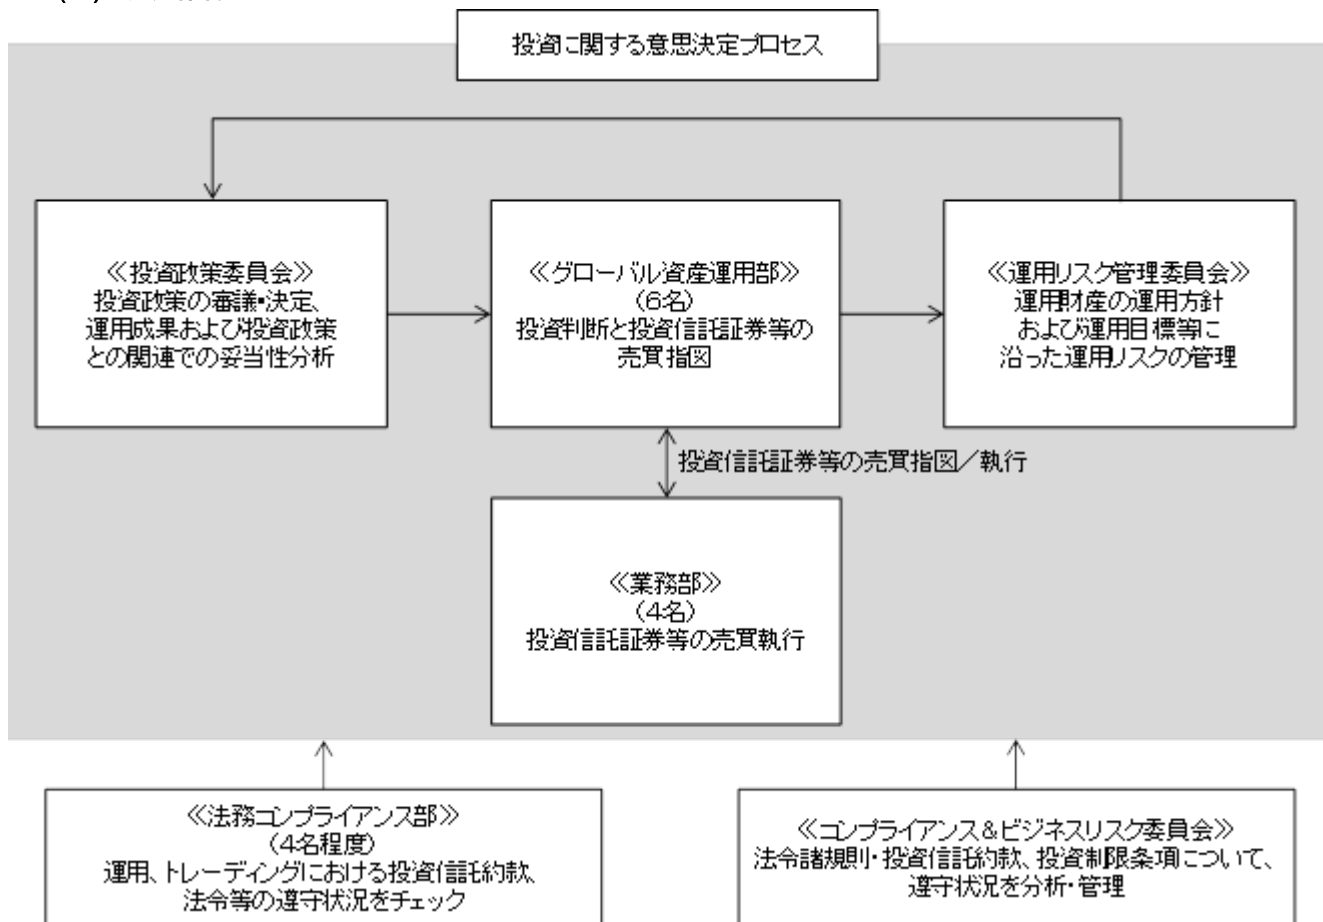 投資に関する意思決定プロセス
≪投資政策委員会≫
投資政策の審議・決定、
運用成果および投資政策
との関連での妥当性分析
≪グローバル資産運用部≫
(6名)
投資判断と投資信託証券等の
売買指図
≪運用リスク管理委員会≫
運用財産の運用方針
および運用目標等に
沿った運用リスクの管理
投資信託証券等の売買指図／執行
≪業務部≫
(4名)
投資信託証券等の売買執行
≪法務コンプライアンス部≫
(4名程度)
運用、トレーディングにおける投資信託約款、
法令等の遵守状況をチェック
≪コンプライアンス＆ビジネスリスク委員会≫
法令諸規則・投資信託約款、投資制限条項について、
遵守状況を分析・管理